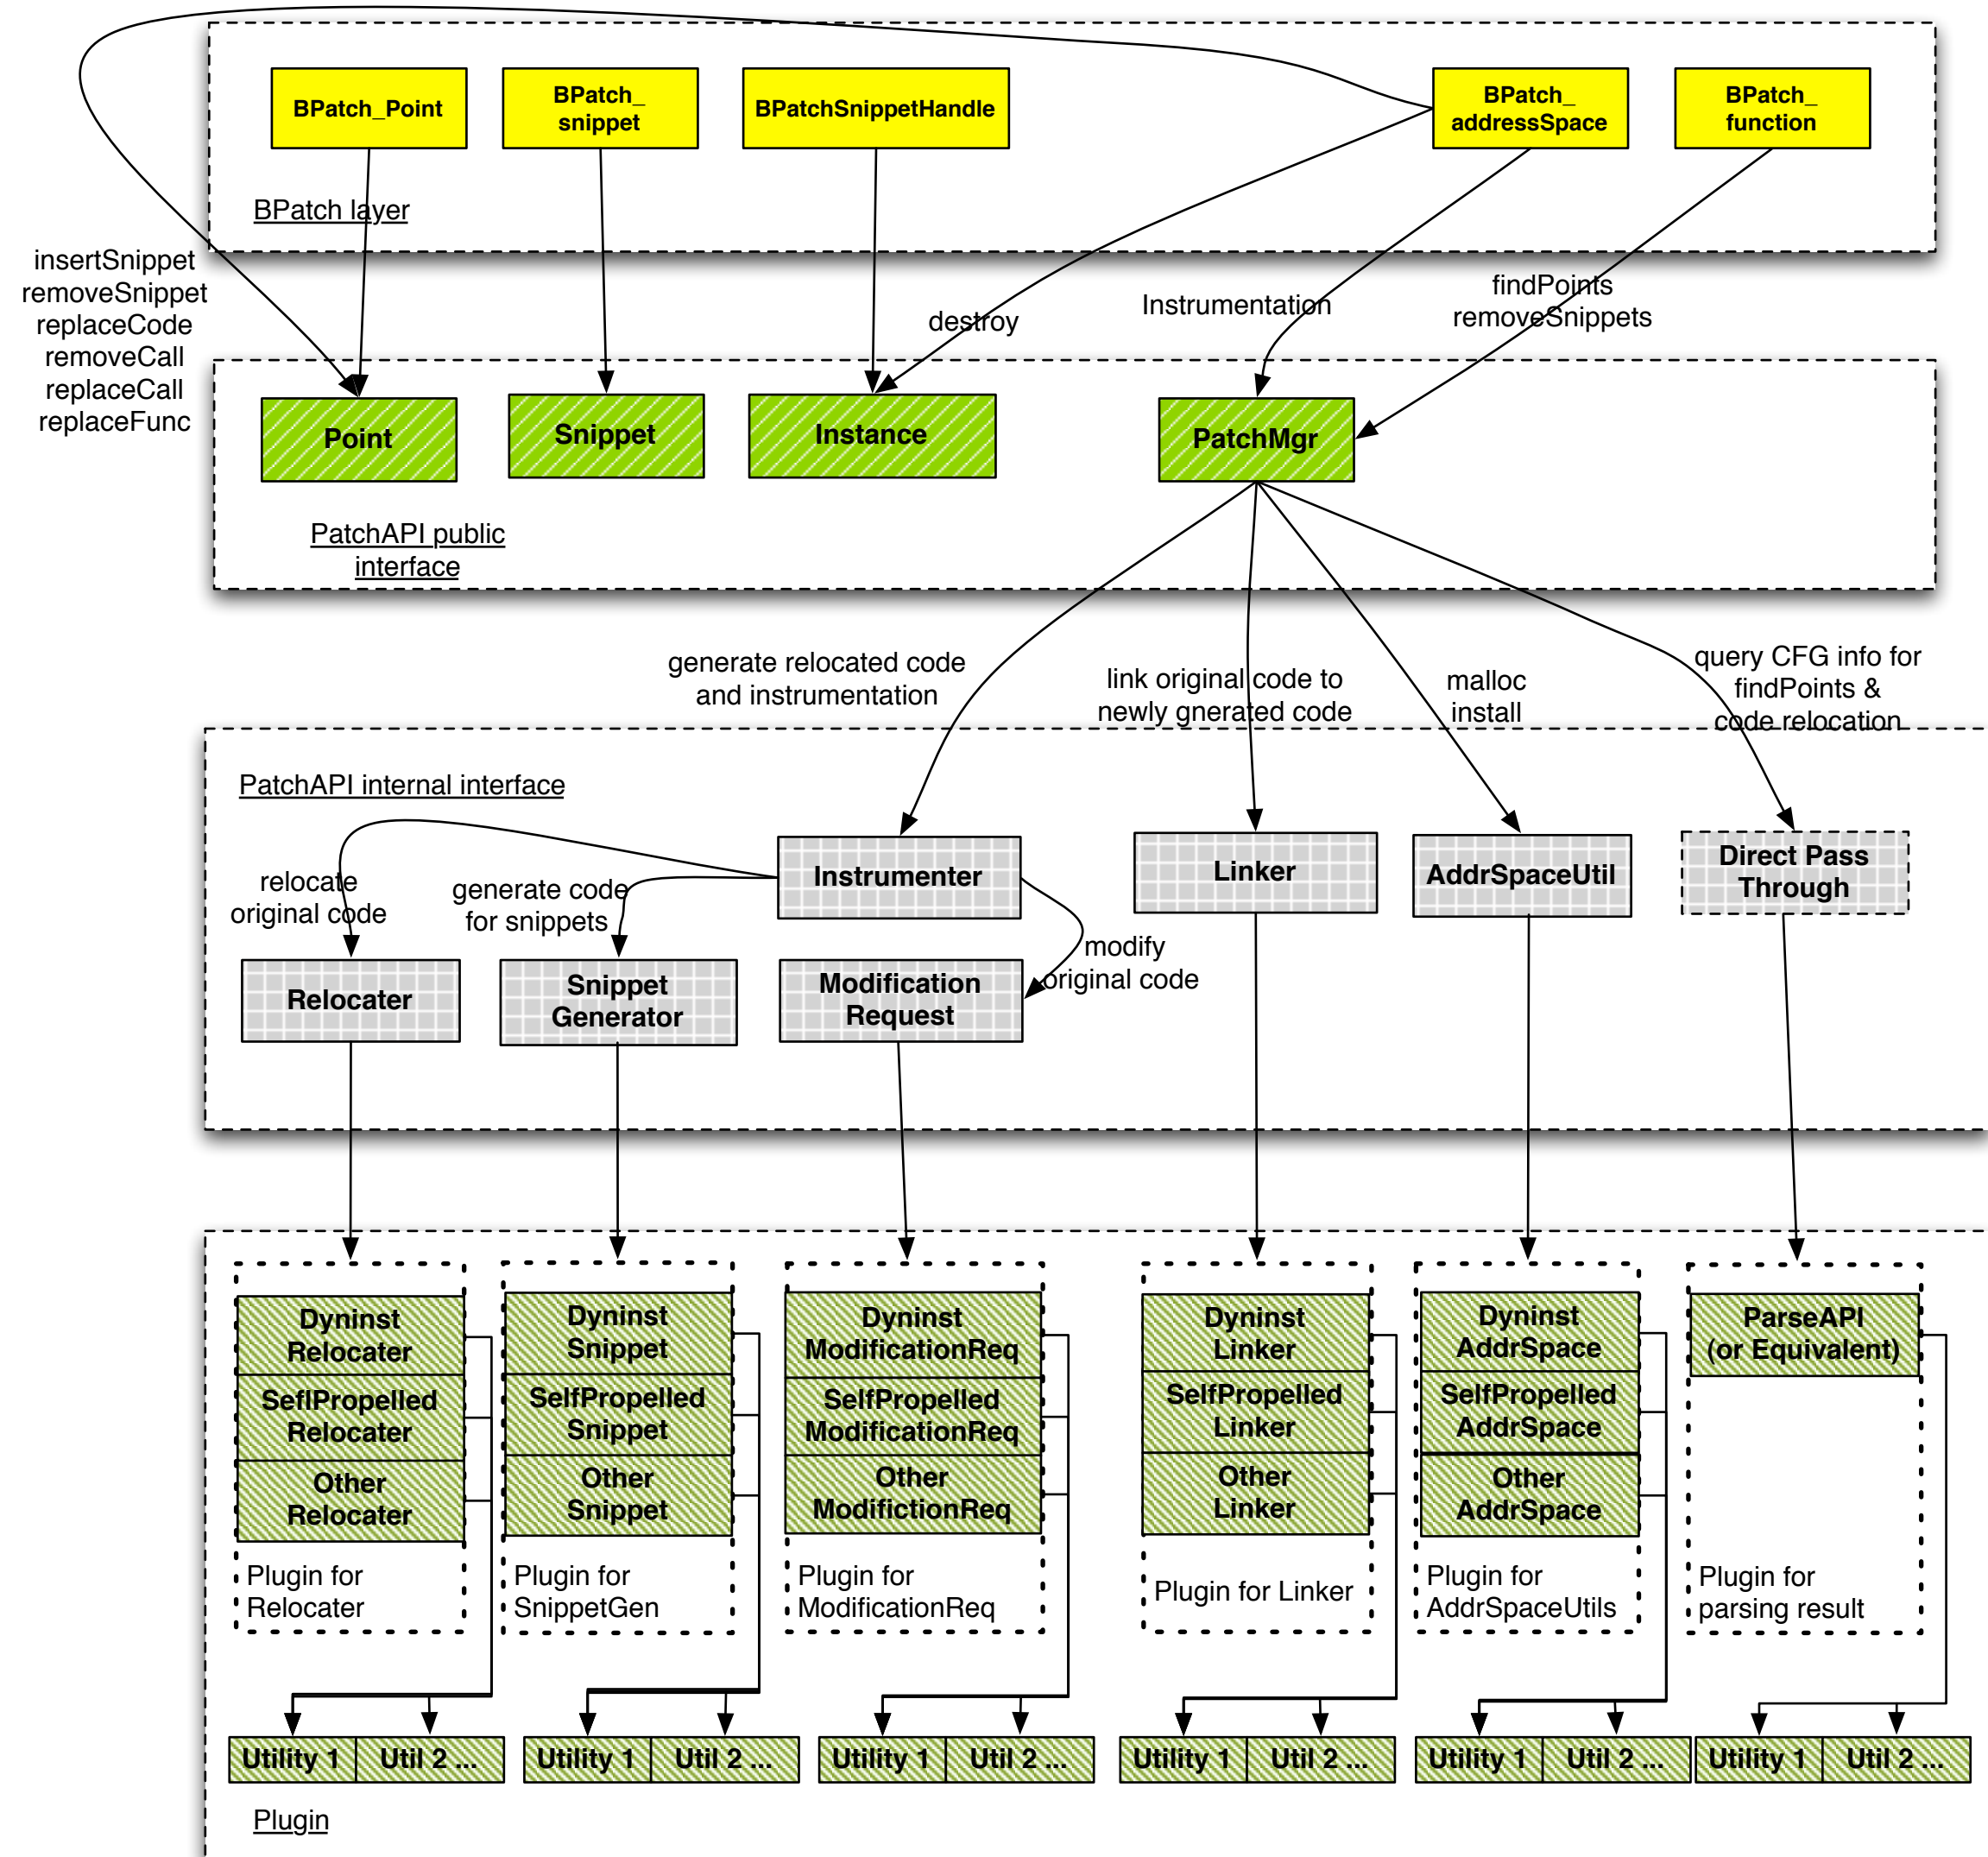 BPatch_Point
BPatch_
snippet
BPatchSnippetHandle
BPatch_
addressSpace
BPatch_
function
BPatch layer
insertSnippet
removeSnippet
replaceCode
removeCall
replaceCall
replaceFunc
destroy
Instrumentation
findPoints
removeSnippets
Point
Snippet
Instance
PatchMgr
PatchAPI public
interface
generate relocated code
and instrumentation
link original code to
newly gnerated code
malloc
install
query CFG info for
findPoints &
code relocation
PatchAPI internal interface
relocate
original code
generate code
for snippets
Instrumenter
modify
original code
Linker
AddrSpaceUtil
Direct Pass
Through
Relocater
Snippet
Generator
Modification
Request
Dyninst
Relocater
SeflPropelled
Relocater
Other
Relocater
Plugin for
Relocater
Dyninst
Snippet
SelfPropelled
Snippet
Other
Snippet
Plugin for
SnippetGen
Dyninst
ModificationReq
SelfPropelled
ModificationReq
Other
ModifictionReq
Plugin for
ModificationReq
Dyninst
Linker
SelfPropelled
Linker
Other
Linker
Plugin for Linker
Dyninst
AddrSpace
SelfPropelled
AddrSpace
Other
AddrSpace
Plugin for
AddrSpaceUtils
ParseAPI
(or Equivalent)
Plugin for
parsing result
Utility 1
Util 2 ...
Utility 1
Util 2 ...
Utility 1
Util 2 ...
Utility 1
Util 2 ...
Utility 1
Util 2 ...
Utility 1
Util 2 ...
Plugin